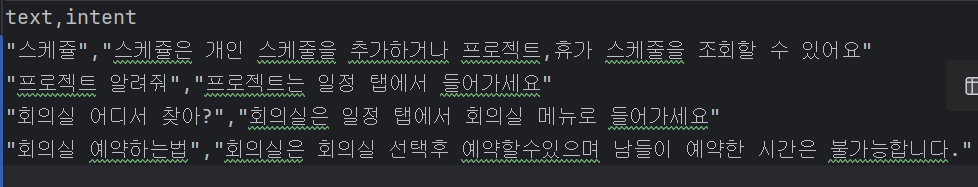 text,intent
"스케쥴","스케쥴은 개인 스케줄을 추가하거나 프로젝트,휴가 스케줄을 조회할 수 있어요"
"프로젝트 알려줘","프로젝트는 일정 탭에서 들어가세요"
"회의실 어디서 찾아?","회의실은 일정 탭에서 회의실 메뉴로 들어가세요"
"회의실 예약하는법","회의실은 회의실 선택후 예약할수있으며 남들이 예약한 시간은 불가능합니다."